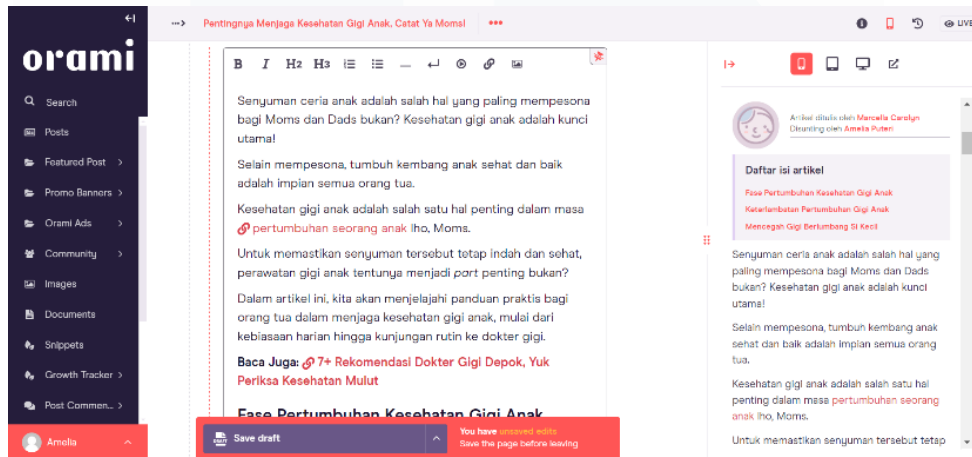 orami
Search
Posts
Featured Post
Promo Banners
Orami Ads
Community
Images
Documents
Snippets
Growth Tracker
Post Commen...
Amelia
Pentingnya Menjaga Kesehatan Gigi Anak. Catat Ya Moms!
LIVE
B I H2 H3
Senyuman ceria anak adalah salah hal yang paling mempesona
bagi Moms dan Dads bukan? Kesehatan gigi anak adalah kunci
utama!
Selain mempesona, tumbuh kembang anak sehat dan baik
adalah impian semua orang tua.
Kesehatan gigi anak adalah salah satu hal penting dalam masa
pertumbuhan seorang anak lho, Moms.
Untuk memastikan senyuman tersebut tetap indah dan sehat,
perawatan gigi anak tentunya menjadi part penting bukan?
Dalam artikel ini, kita akan menjelajahi panduan praktis bagi
orang tua dalam menjaga kesehatan gigi anak, mulai dari
kebiasaan harian hingga kunjungan rutin ke dokter gigi.
Baca Juga: 7+ Rekomendasi Dokter Gigi Depok, Yuk
Periksa Kesehatan Mulut
Fase Pertumbuhan Kesehatan Gigi Anak
Save draft
You have unsaved edits
Save the page before leaving
Artikel ditulis oleh Marcella Carolyn
Disunting oleh Amelia Puteri
Daftar isi artikel
Fase Pertumbuhan Kesehatan Gigi Anak
Keterlambatan Pertumbuhan Gigi Anak
Mencegah Gigi Berlumbang Si Kecil
Senyuman ceria anak adalah salah hal yang
paling mempesona bagi Moms dan Dads
bukan? Kesehatan gigi anak adalah kunci
utama!
Selain mempesona, tumbuh kembang anak
sehat dan baik adalah impian semua orang
tua.
Kesehatan gigi anak adalah salah satu hal
penting dalam masa pertumbuhan seorang
anak lho, Moms.
Untuk memastikan senyuman tersebut tetap